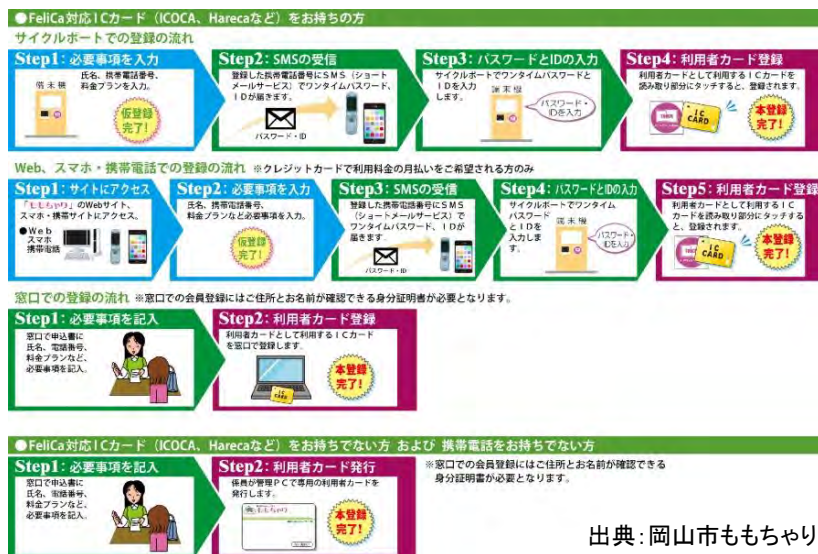 ●FeliCa対応ICカード（ICOCA、Harecaなど）をお持ちの方
サイクルポートでの登録の流れ
Step1：必要事項を入力
氏名、携帯電話番号、
料金プランを入力。
端末機
仮登録
完了!
Step2：SMSの受信
登録した携帯電話番号にSMS（ショート
メールサービス）でワンタイムパスワード、
IDが届きます。
パスワード・ID
Step3：パスワードとIDの入力
サイクルポートでワンタイムパスワードと
IDを入力
します。
端末機
パスワード・
IDを入力
Step4：利用者カード登録
利用者カードとして利用するICカードを
読み取り部分にタッチすると、登録されます。
IC
CARD
本登録
完了!
Web、スマホ・携帯電話での登録の流れ ※クレジットカードで利用料金の月払いをご希望される方のみ
Step1：サイトにアクセス
「ももちゃり」のWebサイト、
スマホ・携帯サイトにアクセス。
●Web
スマホ
携帯電話
Step2：必要事項を入力
氏名、携帯電話番号、
料金プランなど必要事項を入力。
仮登録
完了!
Step3：SMSの受信
登録した携帯電話番号にSMS
（ショートメールサービス）で
ワンタイムパスワード、IDが
届きます。
パスワード・ID
Step4：パスワードとIDの入力
サイクルポートでワンタイム
パスワード
とIDを
入力しま
す。
端末機
パスワード・
IDを入力
Step5：利用者カード登録
利用者カードとして利用するIC
カードを読み取り部分にタッチする
と、登録されます。
IC
CARD
本登録
完了!
窓口での登録の流れ ※窓口での会員登録にはご住所とお名前が確認できる身分証明書が必要となります。
Step1：必要事項を記入
窓口で申込書に
氏名、電話番号、
料金プランなど、
必要事項を記入。
Step2：利用者カード登録
利用者カードとして利用するICカード
を窓口で登録します。
IC
CARD
本登録
完了!
●FeliCa対応ICカード（ICOCA、Harecaなど）をお持ちでない方 および 携帯電話をお持ちでない方
Step1：必要事項を記入
窓口で申込書に
氏名、電話番号、
料金プランなど、
必要事項を記入。
Step2：利用者カード発行
係員が管理PCで専用の利用者カードを
発行します。
ももちゃり
本登録
完了!
※窓口での会員登録にはご住所とお名前が確認できる
身分証明書が必要となります。
出典：岡山市ももちゃり